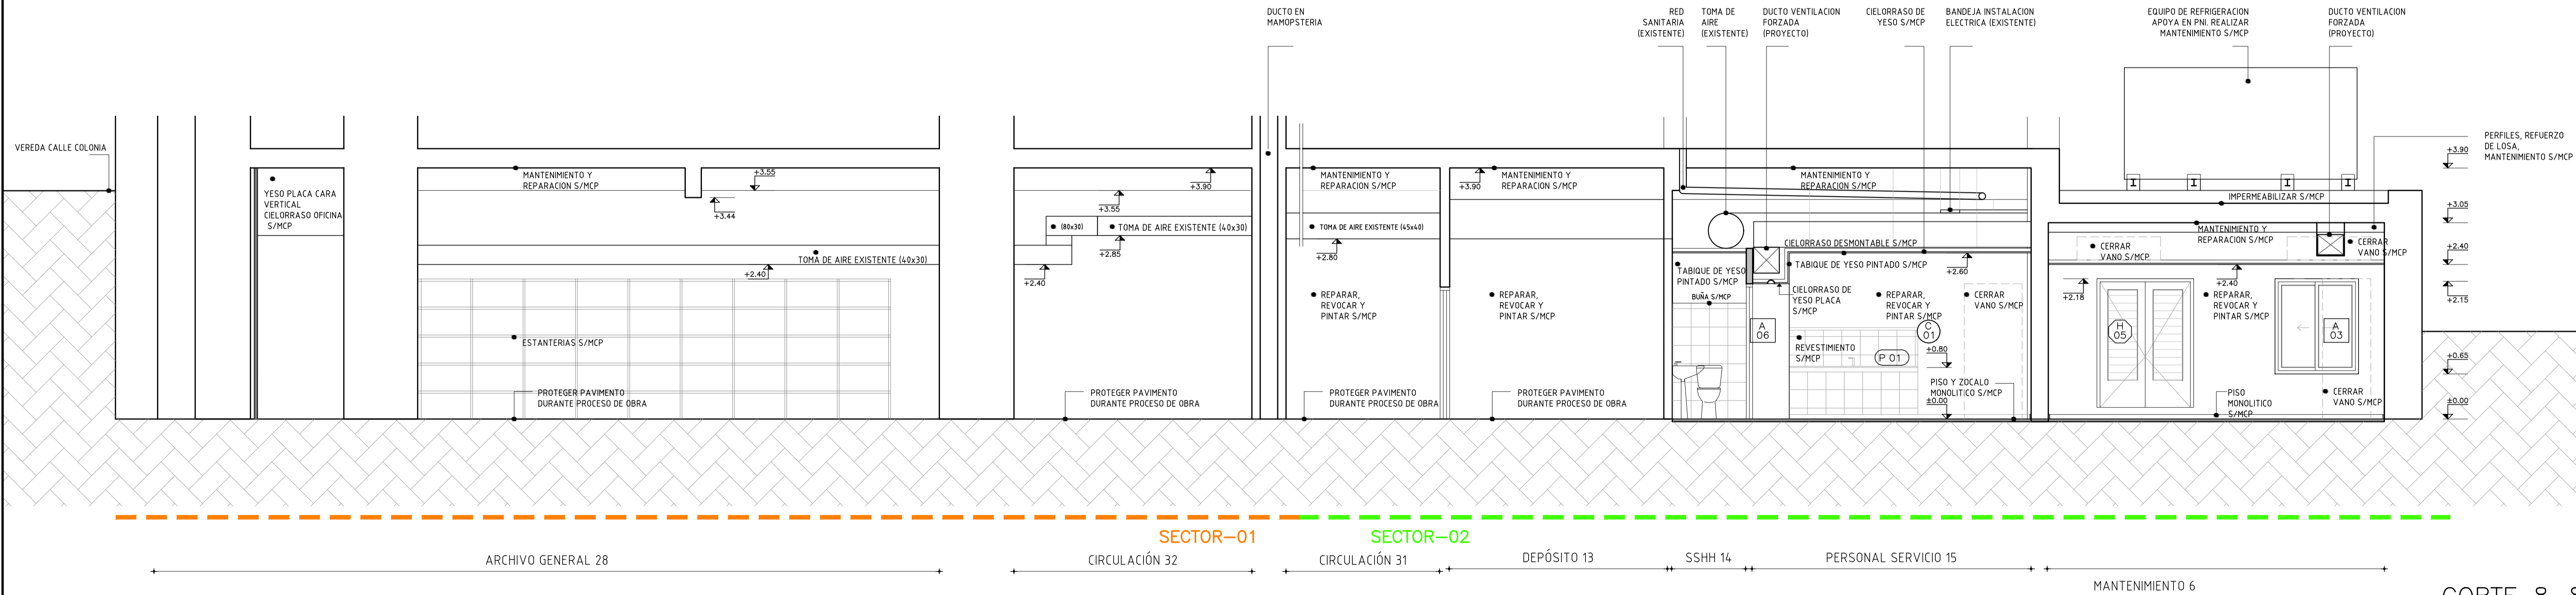 DUCTO EN
MAMOPSTERIA
RED
SANITARIA
(EXISTENTE)
TOMA DE
AIRE
(EXISTENTE)
DUCTO VENTILACION
FORZADA
(PROYECTO)
CIELORRASO DE
YESO S/MCP
BANDEJA INSTALACION
ELECTRICA (EXISTENTE)
EQUIPO DE REFRIGERACION
APOYA EN PNI. REALIZAR
MANTENIMIENTO S/MCP
DUCTO VENTILACION
FORZADA
(PROYECTO)
VEREDA CALLE COLONIA
YESO PLACA CARA
VERTICAL
CIELORRASO OFICINA
S/MCP
MANTENIMIENTO Y
REPARACION S/MCP
+3.55
+3.44
TOMA DE AIRE EXISTENTE (40x30)
+2.40
ESTANTERIAS S/MCP
PROTEGER PAVIMENTO
DURANTE PROCESO DE OBRA
+3.90
+3.55
(80x30)
TOMA DE AIRE EXISTENTE (40x30)
+2.85
+2.40
PROTEGER PAVIMENTO
DURANTE PROCESO DE OBRA
MANTENIMIENTO Y
REPARACION S/MCP
TOMA DE AIRE EXISTENTE (45x40)
+2.80
REPARAR,
REVOCAR Y
PINTAR S/MCP
PROTEGER PAVIMENTO
DURANTE PROCESO DE OBRA
+3.90
MANTENIMIENTO Y
REPARACION S/MCP
REPARAR,
REVOCAR Y
PINTAR S/MCP
PROTEGER PAVIMENTO
DURANTE PROCESO DE OBRA
TABIQUE DE YESO
PINTADO S/MCP
BUÑA S/MCP
MANTENIMIENTO Y
REPARACION S/MCP
CIELORRASO DESMONTABLE S/MCP
TABIQUE DE YESO PINTADO S/MCP
+2.60
CIELORRASO DE
YESO PLACA
S/MCP
REPARAR,
REVOCAR Y
PINTAR S/MCP
CERRAR
VANO S/MCP
A
06
C
01
REVESTIMIENTO
S/MCP
P 01
+0.80
PISO Y ZOCALO
MONOLITICO S/MCP
+0.00
IMPERMEABILIZAR S/MCP
MANTENIMIENTO Y
REPARACION S/MCP
CERRAR
VANO S/MCP
CERRAR
VANO S/MCP
+2.18
+2.40
REPARAR,
REVOCAR Y
PINTAR S/MCP
H
05
A
03
PISO
MONOLITICO
S/MCP
CERRAR
VANO S/MCP
PERFILES, REFUERZO
DE LOSA,
MANTENIMIENTO S/MCP
+3.90
+3.05
+2.40
+2.15
+0.65
+0.00
SECTOR-01
SECTOR-02
ARCHIVO GENERAL 28
CIRCULACIÓN 32
CIRCULACIÓN 31
DEPÓSITO 13
SSHH 14
PERSONAL SERVICIO 15
MANTENIMIENTO 6